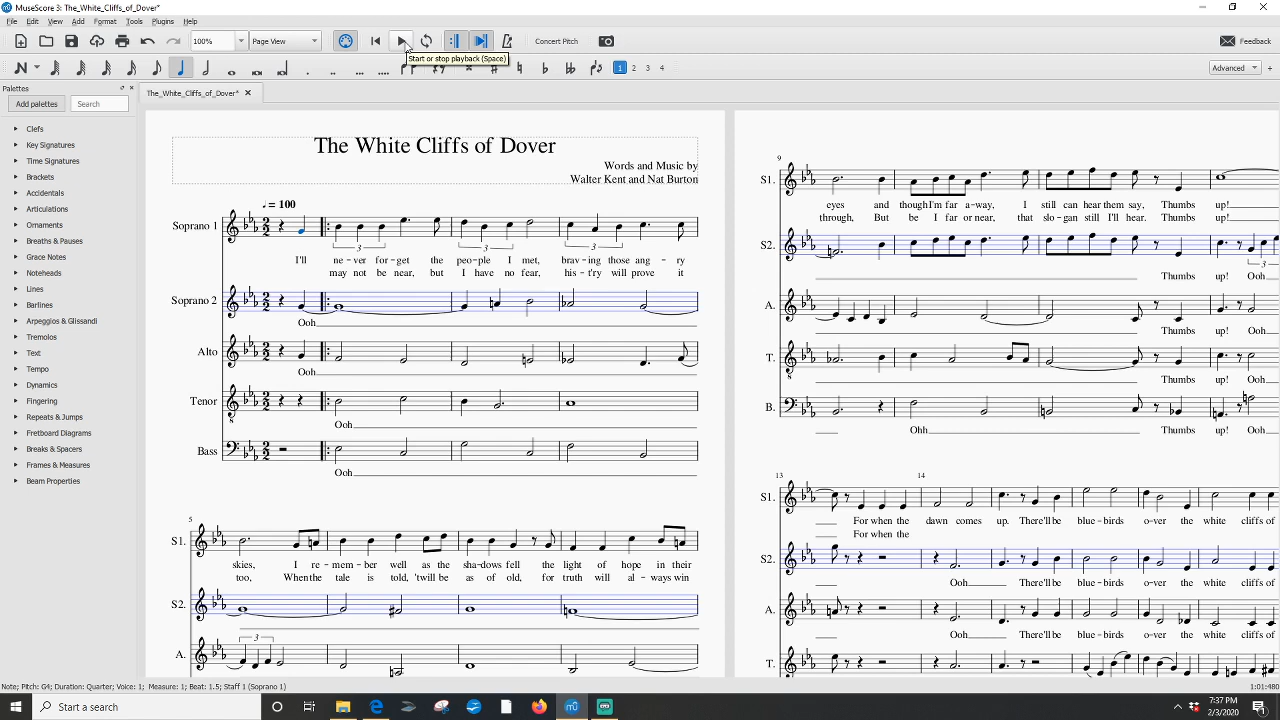 MuseScore 3: The_White_Cliffs_of_Dover*
File Edit View Add Format Tools Plugins Help
100% Page View Concert Pitch Feedback
Start or stop playback (Space)
1 2 3 4 Advanced
Palettes
The_White_Cliffs_of_Dover*
Add palettes Search
Clefs
Key Signatures
Time Signatures
Brackets
Accidentals
Articulations
Ornaments
Breaths & Pauses
Grace Notes
Noteheads
Lines
Barlines
Arpeggios & Glissandi
Tremolos
Text
Tempo
Dynamics
Fingering
Repeats & Jumps
Fretboard Diagrams
Breaks & Spacers
Frames & Measures
Beam Properties
The White Cliffs of Dover
Words and Music by
Walter Kent and Nat Burton
= 100
Soprano 1
3 3 3
I'll ne-ver for-get the peo-ple I met, brav-ing those ang-ry
may not be near, but I have no fear, his-t'ry will prove it
Soprano 2
Ooh
Alto
Ooh
Tenor
Ooh
Bass
Ooh
5
S1.
skies, I re-mem-ber well as the sha-dows fell the light of hope in their
too, When the tale is told, 'twill be as of old, for truth will al-ways win
S2.
3
A.
9
S1.
eyes and though I'm far a-way, I still can hear them say, Thumbs up!
through, But be I far or near, that slo-gan still I'll hear. Thumbs up!
S2.
3
Thumbs up! Ooh
A.
Thumbs up! Ooh
T.
Thumbs up! Ooh
B.
Ohh Thumbs up! Ooh
13 14
S1.
For when the dawn comes up. There'll be blue-birds o-ver the white cliffs of
For when the
S2.
Ooh There'll be blue-birds o-ver the white cliffs of
A.
Ooh There'll be blue-birds o-ver the white cliffs of
T.
Note; Pitch: G4; Duration: Quarter; Voice: 1; Measure: 1; Beat: 1.5; Staff 1 (Soprano 1) 1:01:480
Start a search
7:37 PM
2/3/2020